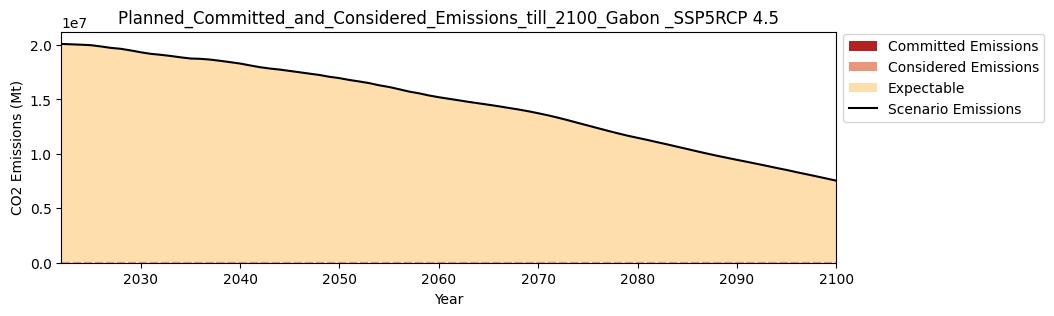 Planned_Committed_and_Considered_Emissions_till_2100_Gabon _SSP5RCP 4.5
1e7
2.0
1.5
1.0
0.5
0.0
CO2 Emissions (Mt)
2030 2040 2050 2060 2070 2080 2090 2100
Year
Committed Emissions
Considered Emissions
Expectable
Scenario Emissions